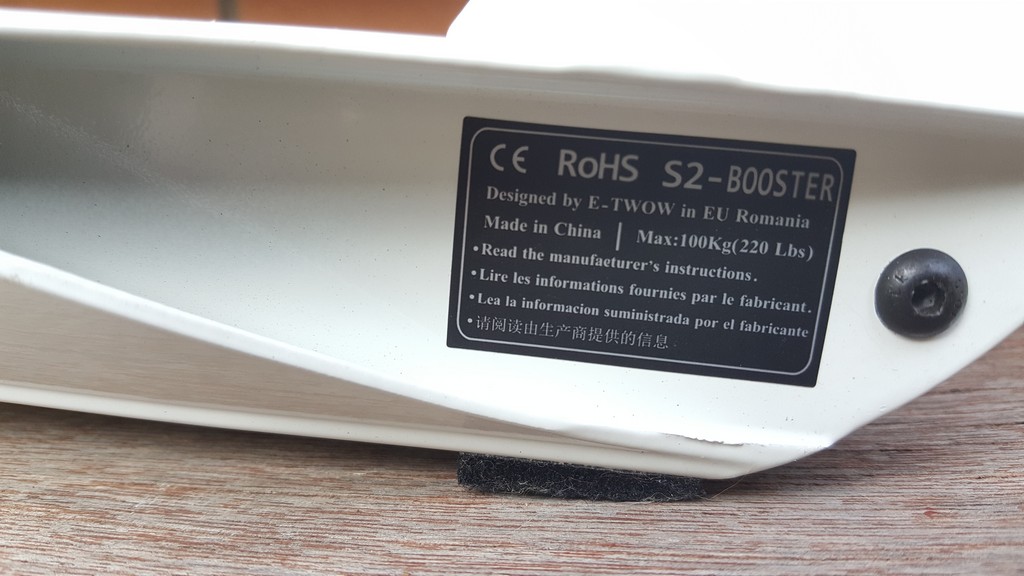 CE RoHS S2-BOOSTER
Designed by E-TWOW in EU Romania
Made in China | Max:100Kg(220 Lbs)
•Read the manufaeturer's instructions.
•Lire les informations fournies par le fabricant.
•Lea la informacion suministrada por el fabricante
•请阅读由生产商提供的信息